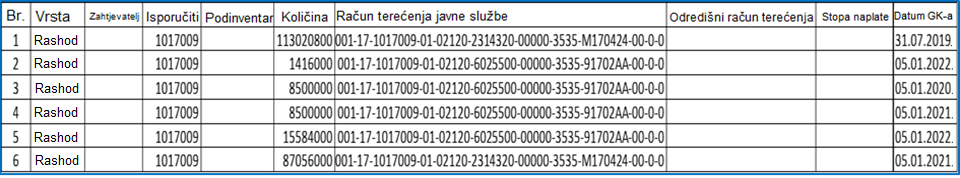 Br. Vrsta Zahtjevatelj Isporučiti Podinventar Količina Račun terećenja javne službe Odredišni račun terećenja Stopa naplate Datum GK-a
1 Rashod 1017009 113020800 001-17-1017009-01-02120-2314320-00000-3535-M170424-00-0-0 31.07.2019.
2 Rashod 1017009 1416000 001-17-1017009-01-02120-6025500-00000-3535-91702AA-00-0-0 05.01.2022.
3 Rashod 1017009 8500000 001-17-1017009-01-02120-6025500-00000-3535-91702AA-00-0-0 05.01.2020.
4 Rashod 1017009 8500000 001-17-1017009-01-02120-6025500-00000-3535-91702AA-00-0-0 05.01.2021.
5 Rashod 1017009 15584000 001-17-1017009-01-02120-6025500-00000-3535-91702AA-00-0-0 05.01.2022.
6 Rashod 1017009 87056000 001-17-1017009-01-02120-2314320-00000-3535-M170424-00-0-0 05.01.2021.